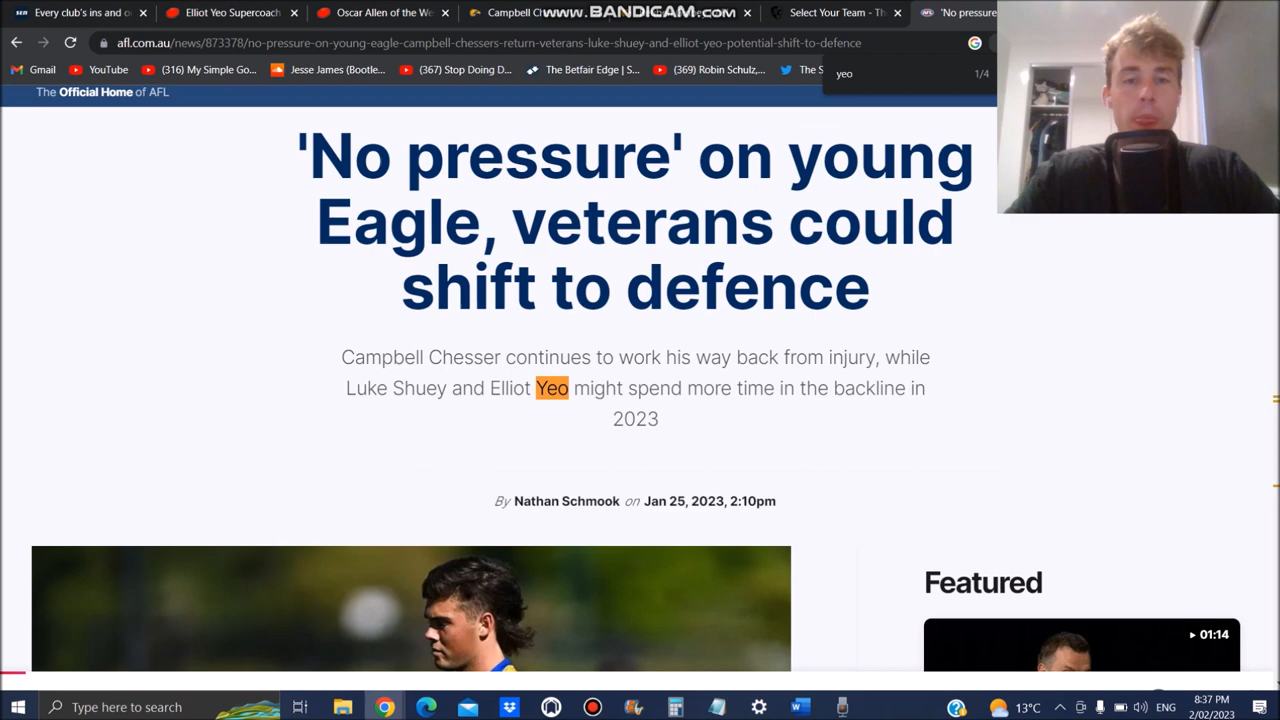 Every club's ins and o
Elliot Yeo Supercoach
Oscar Allen of the We
Campbell Ch
WWW.BANDICAM.COM
Select Your Team - Th
'No pressure
afl.com.au/news/873378/no-pressure-on-young-eagle-campbell-chessers-return-veterans-luke-shuey-and-elliot-yeo-potential-shift-to-defence
yeo
1/4
Gmail
YouTube
(316) My Simple Go...
Jesse James (Bootle...
(367) Stop Doing D...
The Betfair Edge | S...
(369) Robin Schulz,...
The S
The Official Home of AFL
'No pressure' on young
Eagle, veterans could
shift to defence
Campbell Chesser continues to work his way back from injury, while
Luke Shuey and Elliot Yeo might spend more time in the backline in
2023
By Nathan Schmook on Jan 25, 2023, 2:10pm
Featured
01:14
Type here to search
13°C
ENG
8:37 PM
2/02/2023